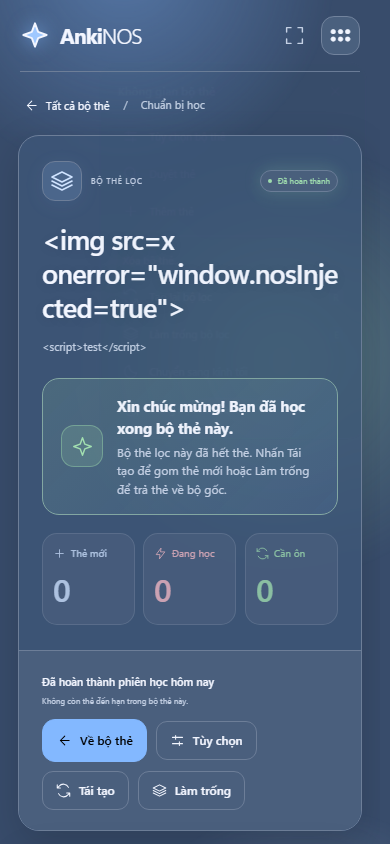 AnkiNOS
Tất cả bộ thẻ / Chuẩn bị học
BỘ THẺ LỌC
Đã hoàn thành
<img src=x
onerror="window.nosInje
cted=true">
<script>test</script>
Xin chúc mừng! Bạn đã học
xong bộ thẻ này.
Bộ thẻ lọc này đã hết thẻ. Nhấn Tái
tạo để gom thẻ mới hoặc Làm trống
để trả thẻ về bộ gốc.
Thẻ mới
0
Đang học
0
Cần ôn
0
Đã hoàn thành phiên học hôm nay
Không còn thẻ đến hạn trong bộ thẻ này.
Về bộ thẻ
Tùy chọn
Tái tạo
Làm trống